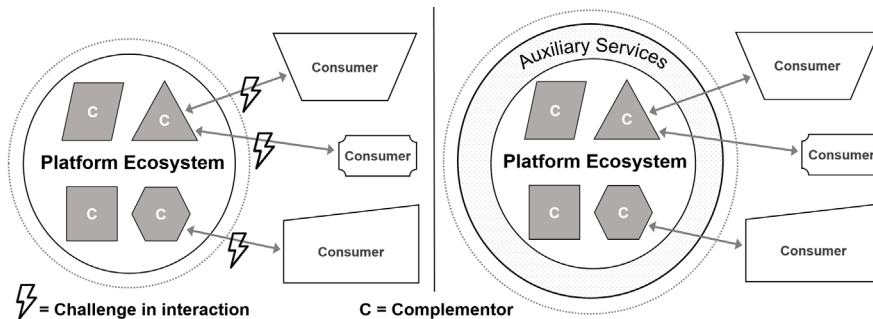 Consumer
C
C
Consumer
Platform Ecosystem
C
C
Consumer
Auxiliary Services
Consumer
C
C
Consumer
Platform Ecosystem
C
C
Consumer
= Challenge in interaction
C = Complementor